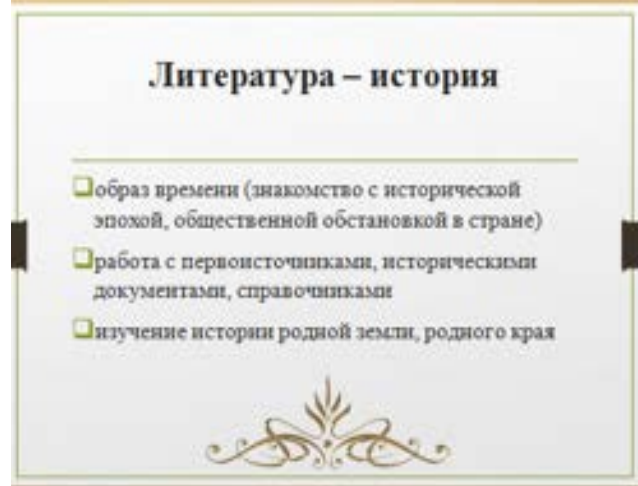 Литература – история
образ времени (знакомство с исторической
эпохой, общественной обстановкой в стране)
работа с первоисточниками, историческими
документами, справочниками
изучение истории родной земли, родного края